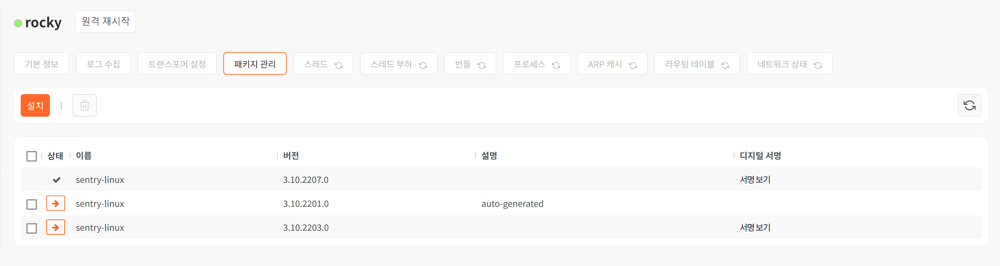 rocky 원격 재시작
기본 정보 로그 수집 트랜스포머 설정 패키지 관리 스레드 스레드 부하 번들 프로세스 ARP 캐시 라우팅 테이블 네트워크 상태
설치
상태 이름 버전 설명 디지털 서명
sentry-linux 3.10.2207.0 서명 보기
sentry-linux 3.10.2201.0 auto-generated
sentry-linux 3.10.2203.0 서명 보기